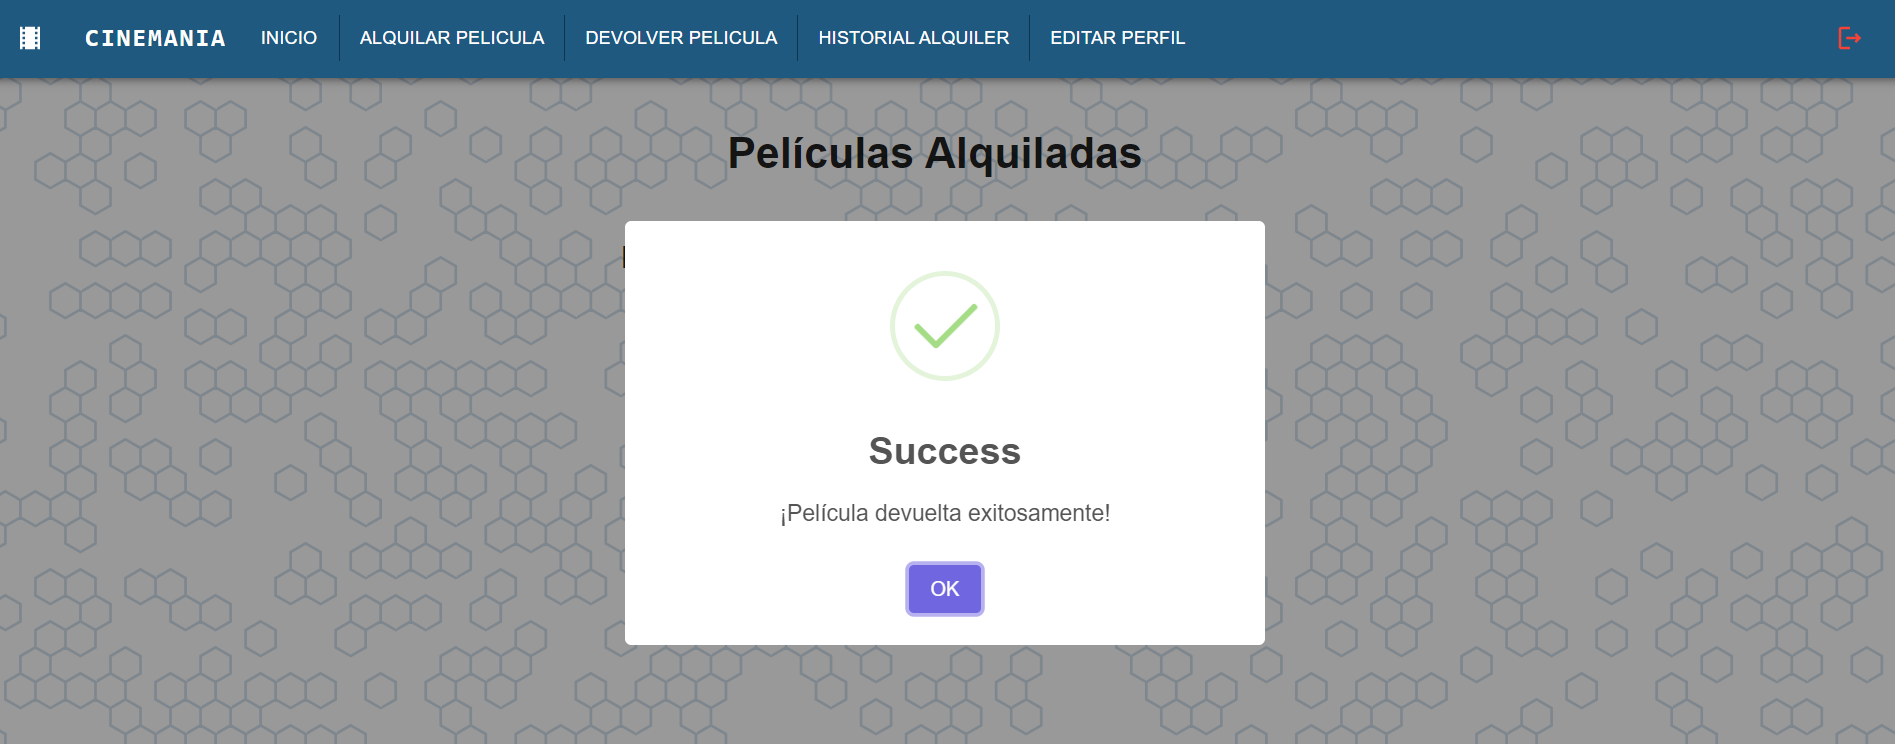 CINEMANIA INICIO ALQUILAR PELICULA DEVOLVER PELICULA HISTORIAL ALQUILER EDITAR PERFIL
Películas Alquiladas
Success
¡Película devuelta exitosamente!
OK